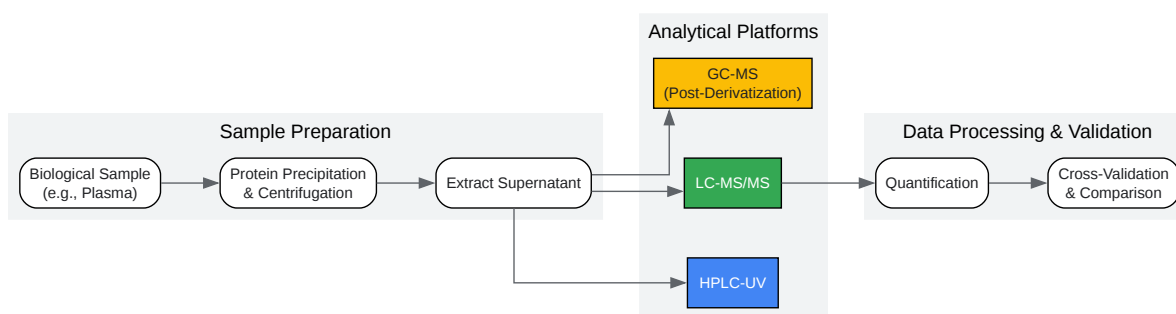 Analytical Platforms
GC-MS
(Post-Derivatization)
Sample Preparation
Data Processing & Validation
Biological Sample
(e.g., Plasma)
Protein Precipitation
& Centrifugation
Extract Supernatant
LC-MS/MS
Quantification
Cross-Validation
& Comparison
HPLC-UV